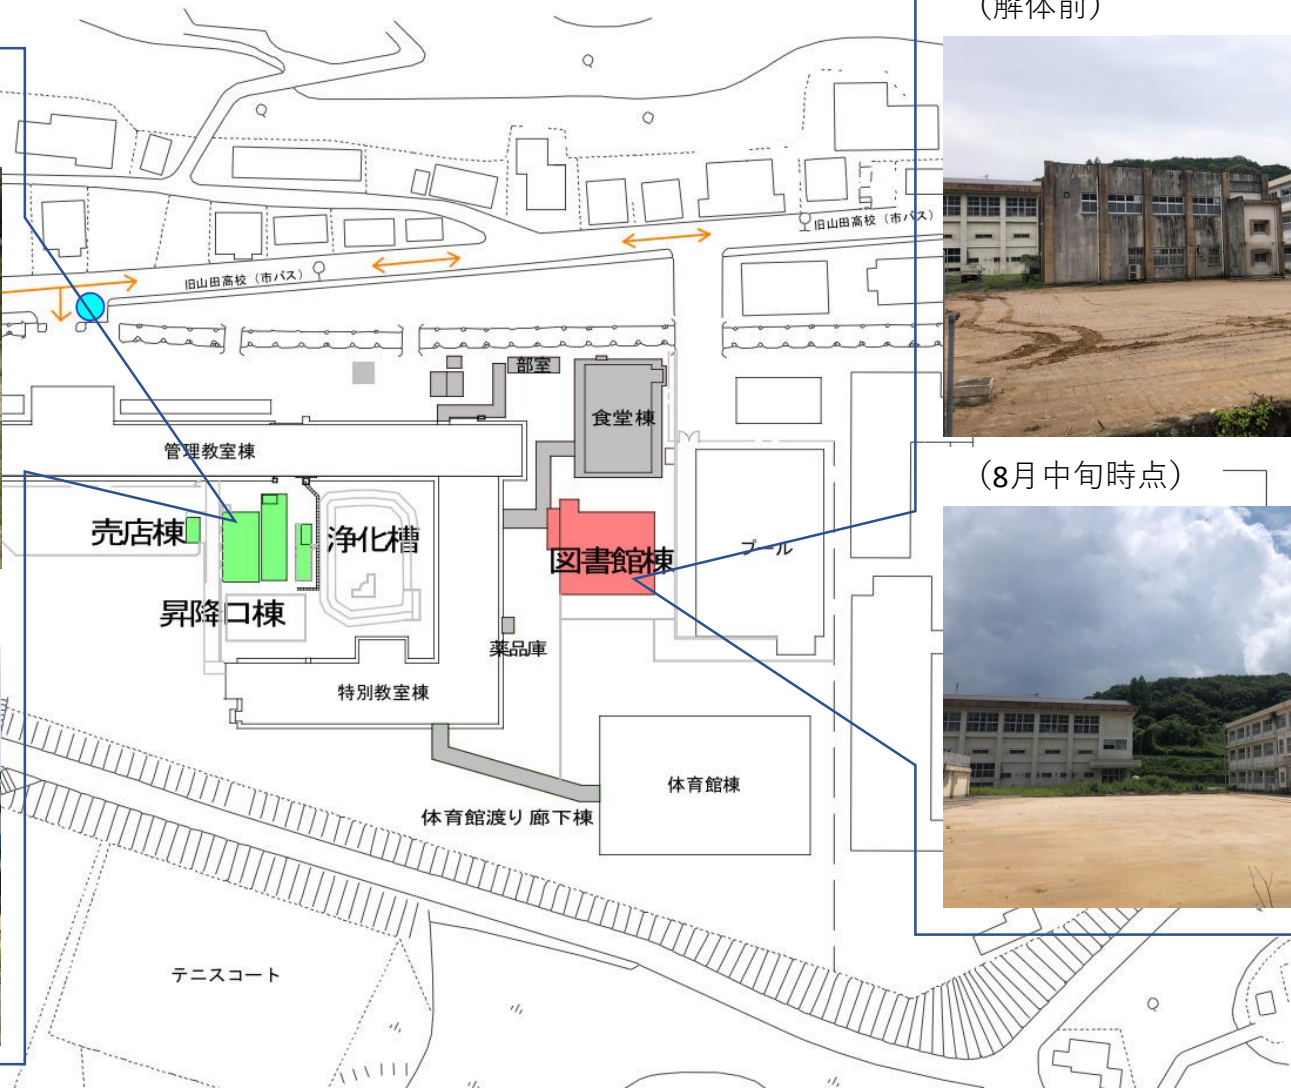 （解体前）
旧山田高校（市バス）
旧山田高校（市バス）
部室
食堂棟
管理教室棟
（8月中旬時点）
売店棟
浄化槽
図書館棟
プール
昇降口棟
薬品庫
特別教室棟
体育館棟
体育館渡り廊下棟
テニスコート